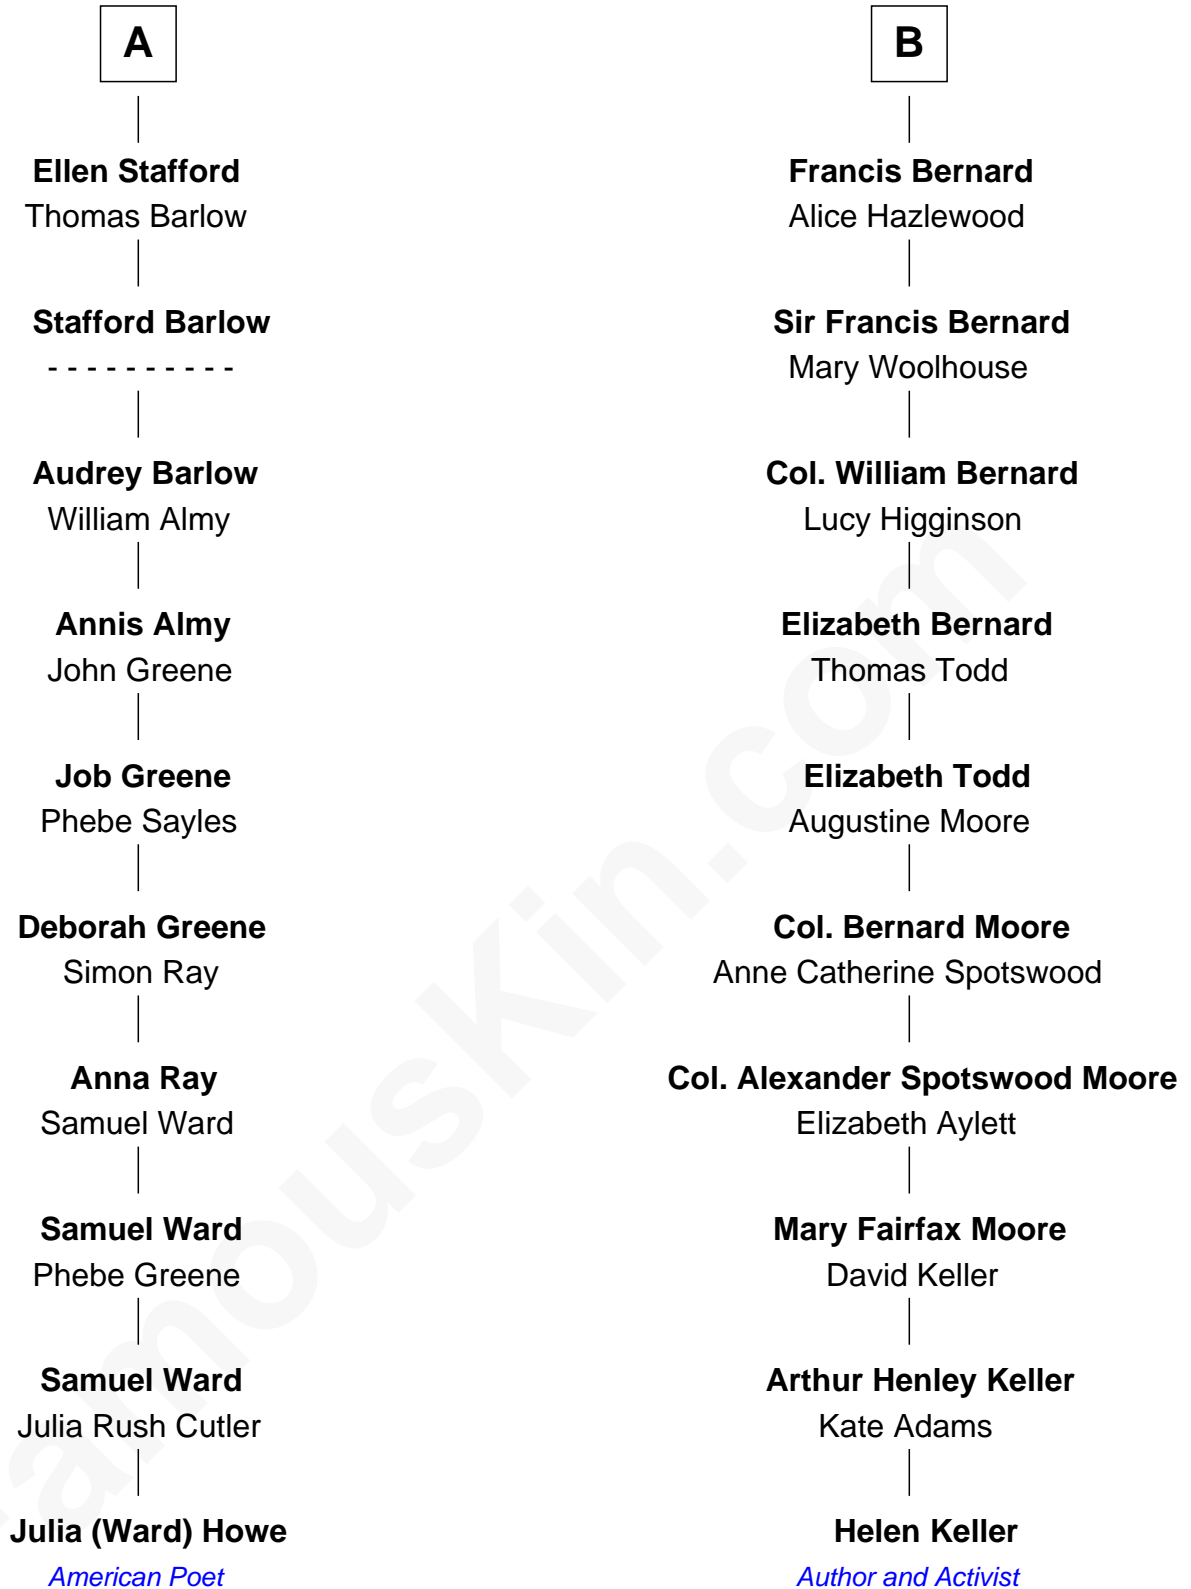 A
Ellen Stafford
Thomas Barlow
Stafford Barlow
- - - - - - - - - -
Audrey Barlow
William Almy
Annis Almy
John Greene
Job Greene
Phebe Sayles
Deborah Greene
Simon Ray
Anna Ray
Samuel Ward
Samuel Ward
Phebe Greene
Samuel Ward
Julia Rush Cutler
Julia (Ward) Howe
American Poet
B
Francis Bernard
Alice Hazlewood
Sir Francis Bernard
Mary Woolhouse
Col. William Bernard
Lucy Higginson
Elizabeth Bernard
Thomas Todd
Elizabeth Todd
Augustine Moore
Col. Bernard Moore
Anne Catherine Spotswood
Col. Alexander Spotswood Moore
Elizabeth Aylett
Mary Fairfax Moore
David Keller
Arthur Henley Keller
Kate Adams
Helen Keller
Author and Activist
FamousKin.com